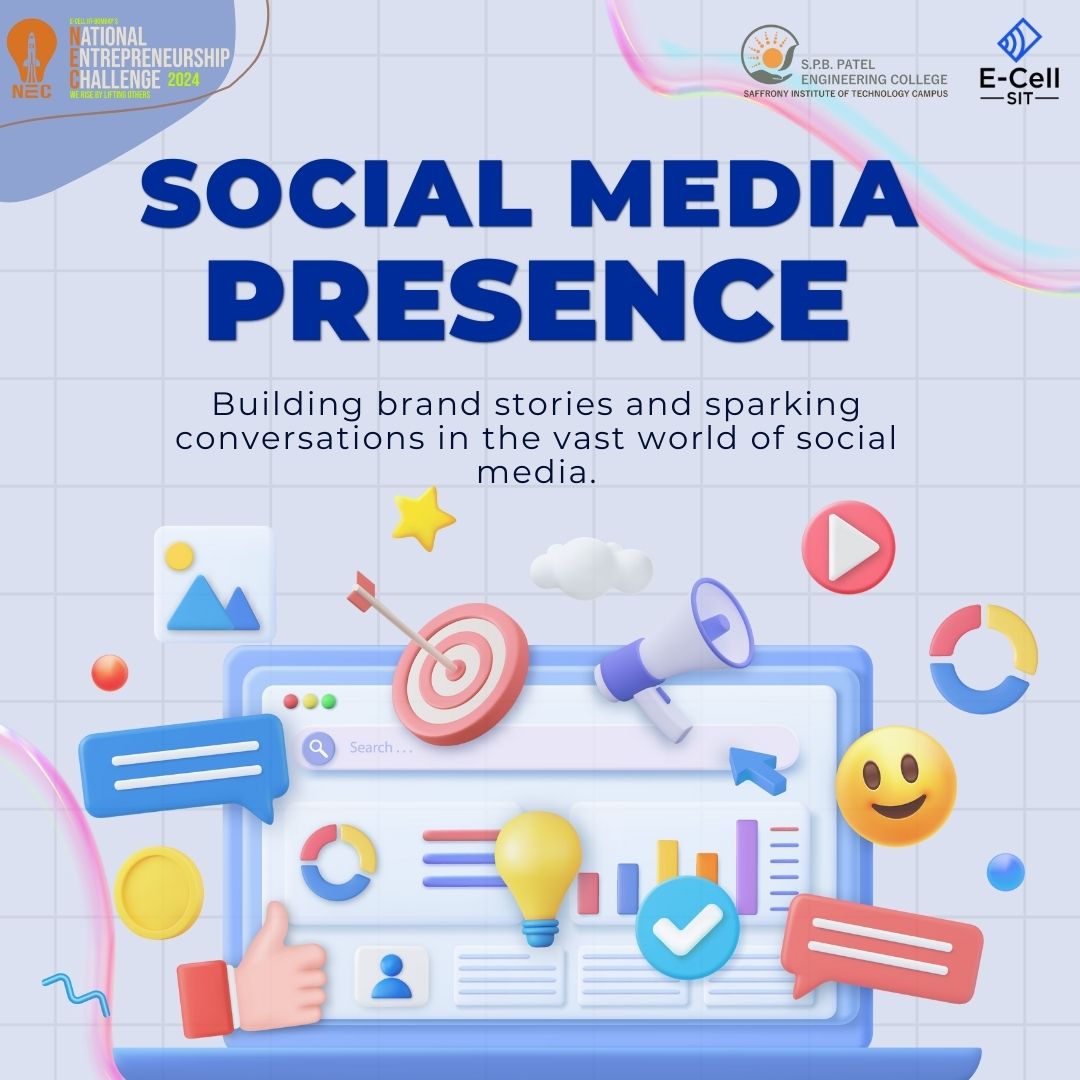 E-CELL IIT-BOMBAY'S
NATIONAL
ENTREPRENEURSHIP
CHALLENGE 2024
WE RISE BY LIFTING OTHERS
NEC
S.P.B. PATEL
ENGINEERING COLLEGE
SAFFRONY INSTITUTE OF TECHNOLOGY CAMPUS
E-Cell
SIT
SOCIAL MEDIA
PRESENCE
Building brand stories and sparking
conversations in the vast world of social
media.
Search ...